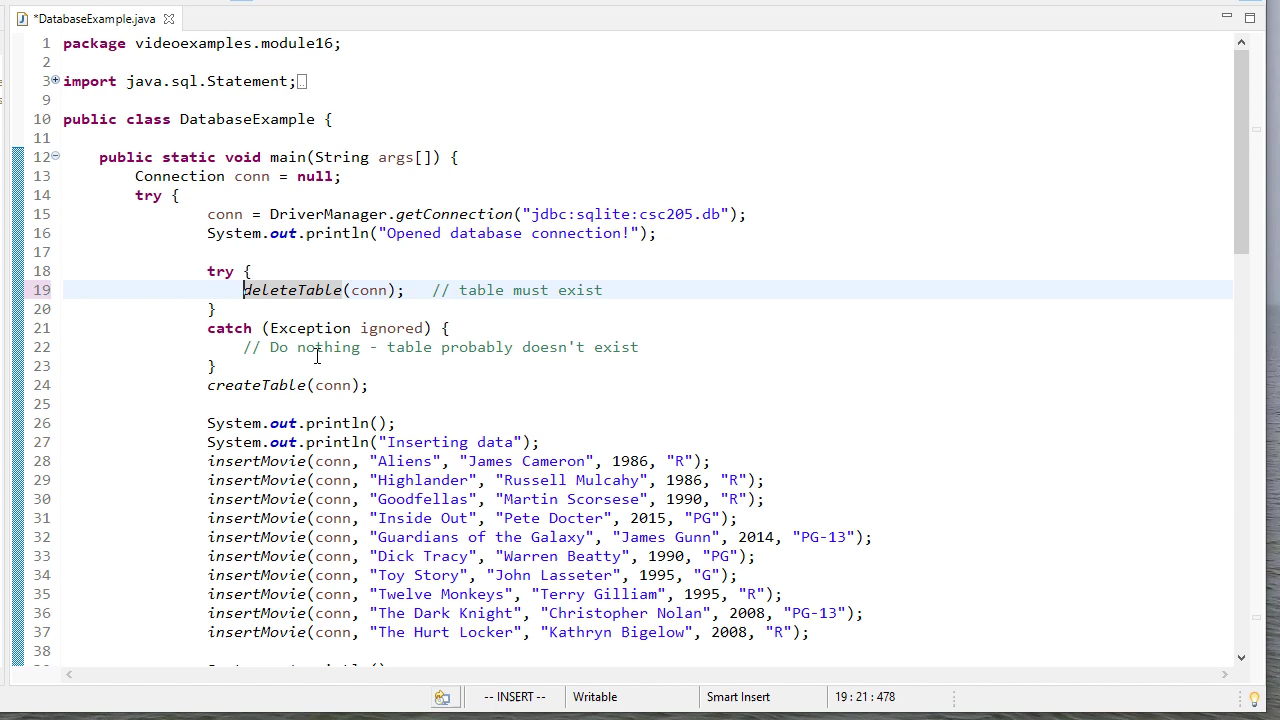 *DatabaseExample.java
1 package videoexamples.module16;
2
3 import java.sql.Statement;
9
10 public class DatabaseExample {
11
12 public static void main(String args[]) {
13 Connection conn = null;
14 try {
15 conn = DriverManager.getConnection("jdbc:sqlite:csc205.db");
16 System.out.println("Opened database connection!");
17
18 try {
19 deleteTable(conn); // table must exist
20 }
21 catch (Exception ignored) {
22 // Do nothing - table probably doesn't exist
23 }
24 createTable(conn);
25
26 System.out.println();
27 System.out.println("Inserting data");
28 insertMovie(conn, "Aliens", "James Cameron", 1986, "R");
29 insertMovie(conn, "Highlander", "Russell Mulcahy", 1986, "R");
30 insertMovie(conn, "Goodfellas", "Martin Scorsese", 1990, "R");
31 insertMovie(conn, "Inside Out", "Pete Docter", 2015, "PG");
32 insertMovie(conn, "Guardians of the Galaxy", "James Gunn", 2014, "PG-13");
33 insertMovie(conn, "Dick Tracy", "Warren Beatty", 1990, "PG");
34 insertMovie(conn, "Toy Story", "John Lasseter", 1995, "G");
35 insertMovie(conn, "Twelve Monkeys", "Terry Gilliam", 1995, "R");
36 insertMovie(conn, "The Dark Knight", "Christopher Nolan", 2008, "PG-13");
37 insertMovie(conn, "The Hurt Locker", "Kathryn Bigelow", 2008, "R");
38
-- INSERT -- Writable Smart Insert 19 : 21 : 478